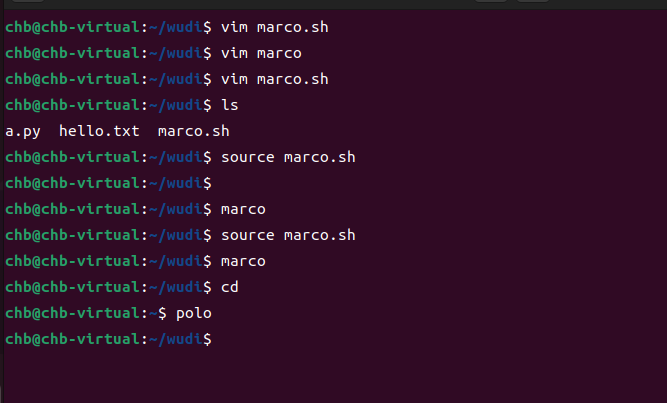 chb@chb-virtual:~/wudi$ vim marco.sh
chb@chb-virtual:~/wudi$ vim marco
chb@chb-virtual:~/wudi$ vim marco.sh
chb@chb-virtual:~/wudi$ ls
a.py  hello.txt  marco.sh
chb@chb-virtual:~/wudi$ source marco.sh
chb@chb-virtual:~/wudi$
chb@chb-virtual:~/wudi$ marco
chb@chb-virtual:~/wudi$ source marco.sh
chb@chb-virtual:~/wudi$ marco
chb@chb-virtual:~/wudi$ cd
chb@chb-virtual:~$ polo
chb@chb-virtual:~/wudi$